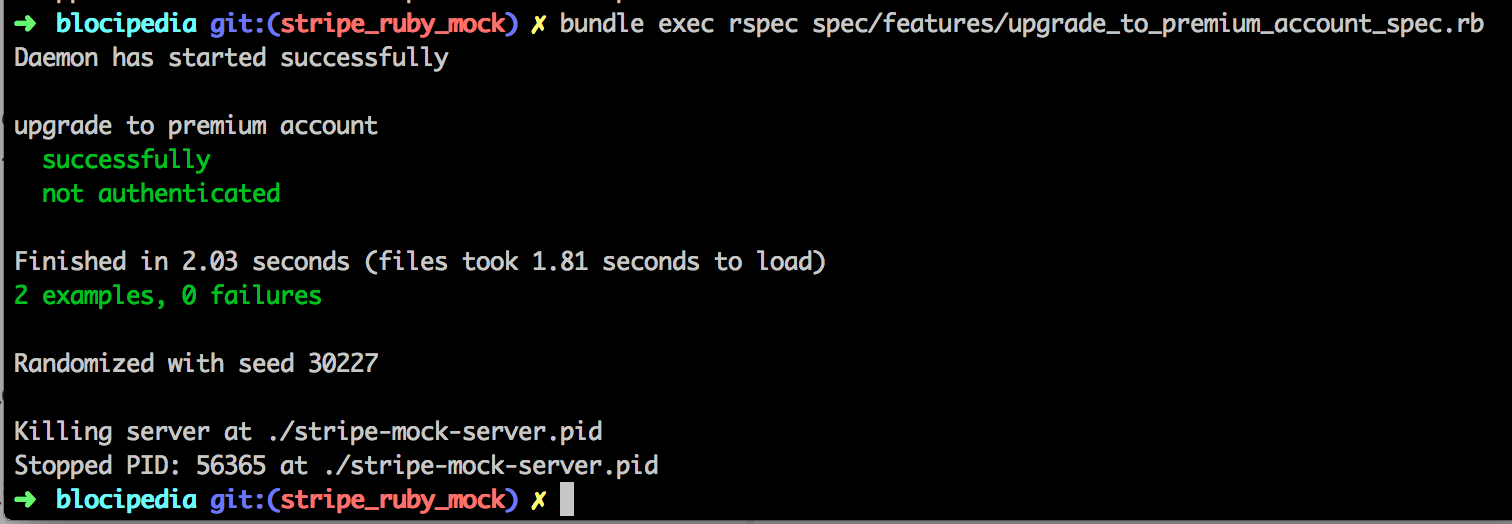 ➜ blocipedia git:(stripe_ruby_mock) ✗ bundle exec rspec spec/features/upgrade_to_premium_account_spec.rb
Daemon has started successfully
upgrade to premium account
successfully
not authenticated
Finished in 2.03 seconds (files took 1.81 seconds to load)
2 examples, 0 failures
Randomized with seed 30227
Killing server at ./stripe-mock-server.pid
Stopped PID: 56365 at ./stripe-mock-server.pid
➜ blocipedia git:(stripe_ruby_mock) ✗